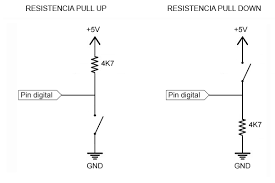 RESISTENCIA PULL UP
+5V
4K7
Pin digital
GND
RESISTENCIA PULL DOWN
+5V
Pin digital
4K7
GND